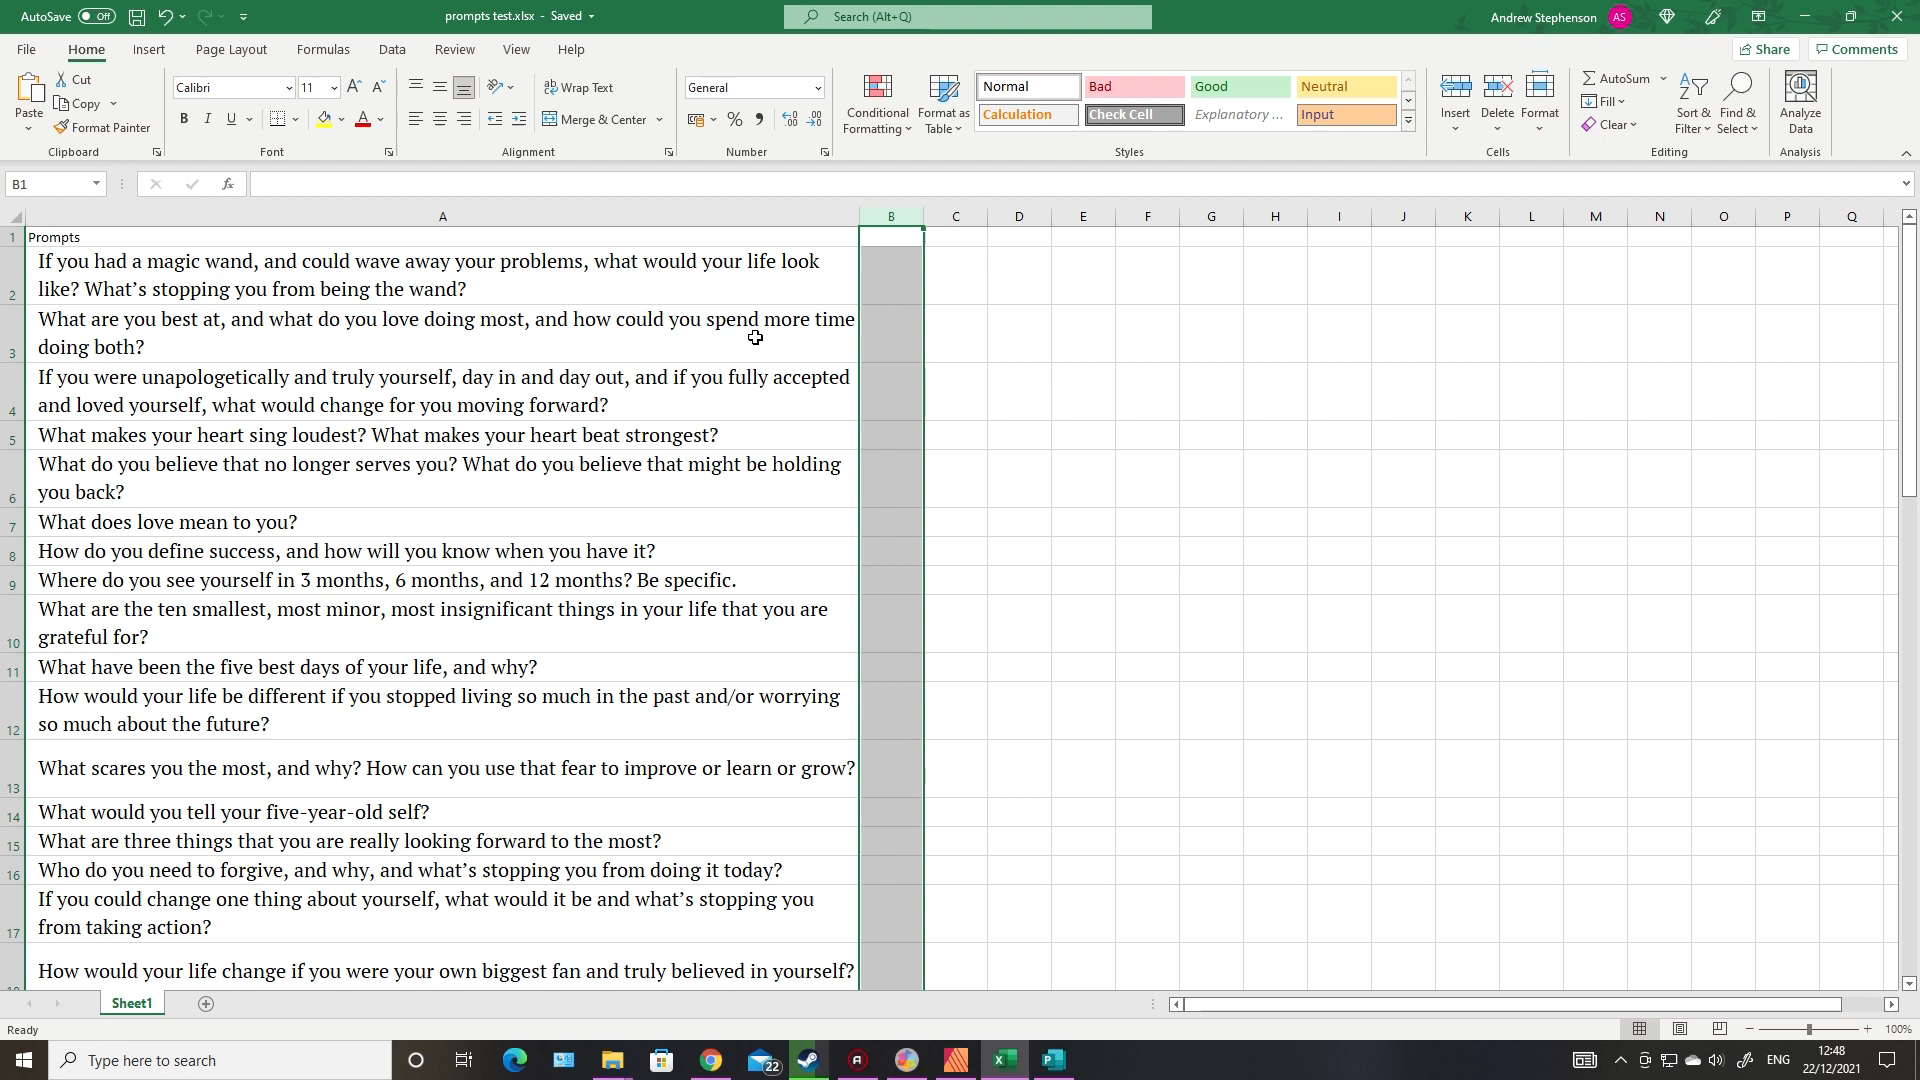 AutoSave Off prompts test.xlsx - Saved Search (Alt+Q) Andrew Stephenson AS
File Home Insert Page Layout Formulas Data Review View Help Share Comments
Paste Cut Copy Format Painter
Clipboard
Calibri 11 A A
B I U A
Font
ab Wrap Text
Merge & Center
Alignment
General
% 9
Number
Conditional Formatting
Format as Table
Normal Bad Good Neutral
Calculation Check Cell Explanatory ... Input
Styles
Insert Delete Format
Cells
AutoSum
Fill
Clear
Sort & Filter
Find & Select
Editing
Analyze Data
Analysis
B1 fx
A B C D E F G H I J K L M N O P Q
1 Prompts
2 If you had a magic wand, and could wave away your problems, what would your life look
like? What’s stopping you from being the wand?
3 What are you best at, and what do you love doing most, and how could you spend more time
doing both?
4 If you were unapologetically and truly yourself, day in and day out, and if you fully accepted
and loved yourself, what would change for you moving forward?
5 What makes your heart sing loudest? What makes your heart beat strongest?
6 What do you believe that no longer serves you? What do you believe that might be holding
you back?
7 What does love mean to you?
8 How do you define success, and how will you know when you have it?
9 Where do you see yourself in 3 months, 6 months, and 12 months? Be specific.
10 What are the ten smallest, most minor, most insignificant things in your life that you are
grateful for?
11 What have been the five best days of your life, and why?
12 How would your life be different if you stopped living so much in the past and/or worrying
so much about the future?
13 What scares you the most, and why? How can you use that fear to improve or learn or grow?
14 What would you tell your five-year-old self?
15 What are three things that you are really looking forward to the most?
16 Who do you need to forgive, and why, and what’s stopping you from doing it today?
17 If you could change one thing about yourself, what would it be and what’s stopping you
from taking action?
How would your life change if you were your own biggest fan and truly believed in yourself?
Sheet1
Ready 100%
Type here to search 22 ENG 12:48
22/12/2021